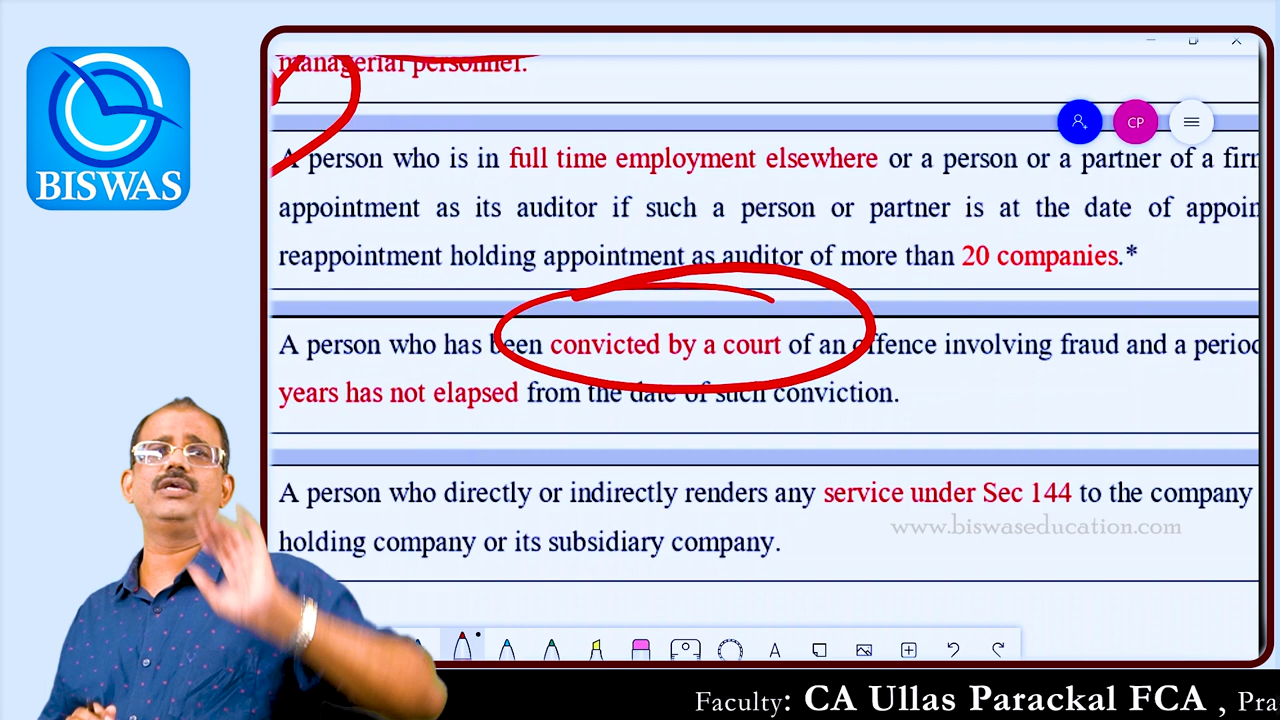 managerial personnel.
CP
A person who is in full time employment elsewhere or a person or a partner of a firm
appointment as its auditor if such a person or partner is at the date of appoin
reappointment holding appointment as auditor of more than 20 companies.*
BISWAS
A person who has been convicted by a court of an offence involving fraud and a period
years has not elapsed from the date of such conviction.
A person who directly or indirectly renders any service under Sec 144 to the company
www.biswaseducation.com
holding company or its subsidiary company.
A
Faculty: CA Ullas Parackal FCA , Pra